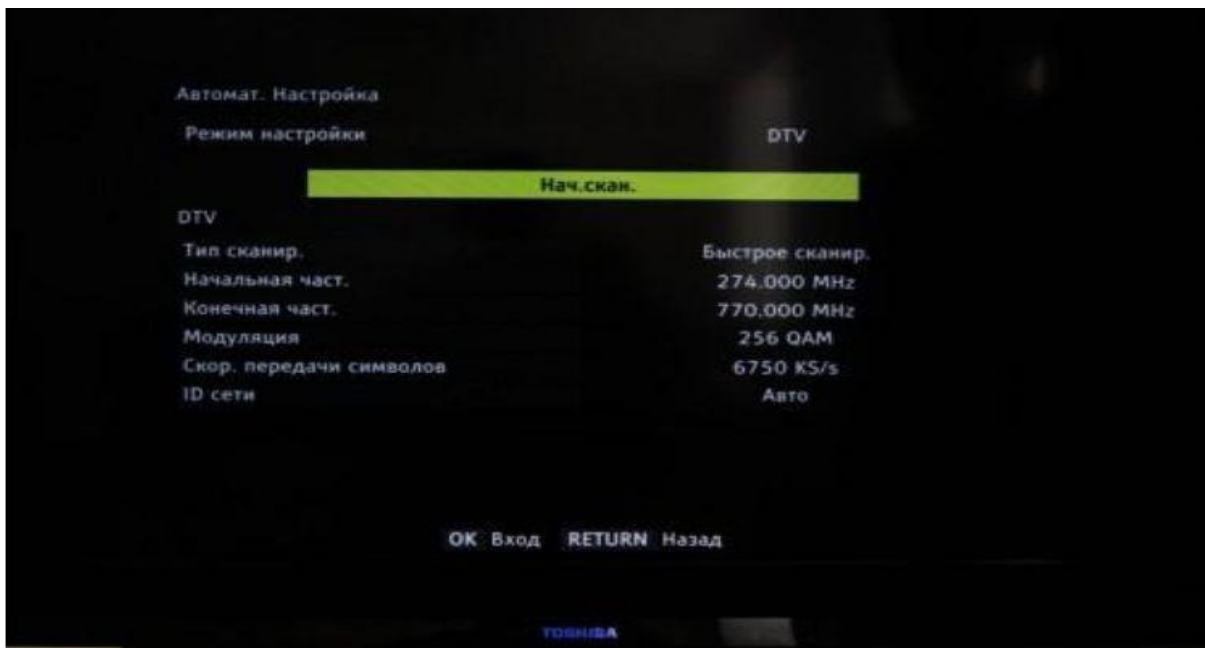 Автомат. Настройка
Режим настройки DTV
Нач.скан.
DTV
Тип сканир. Быстрое сканир.
Начальная част. 274.000 MHz
Конечная част. 770.000 MHz
Модуляция 256 QAM
Скор. передачи символов 6750 KS/s
ID сети Авто
OK Вход RETURN Назад
TOSHIBA